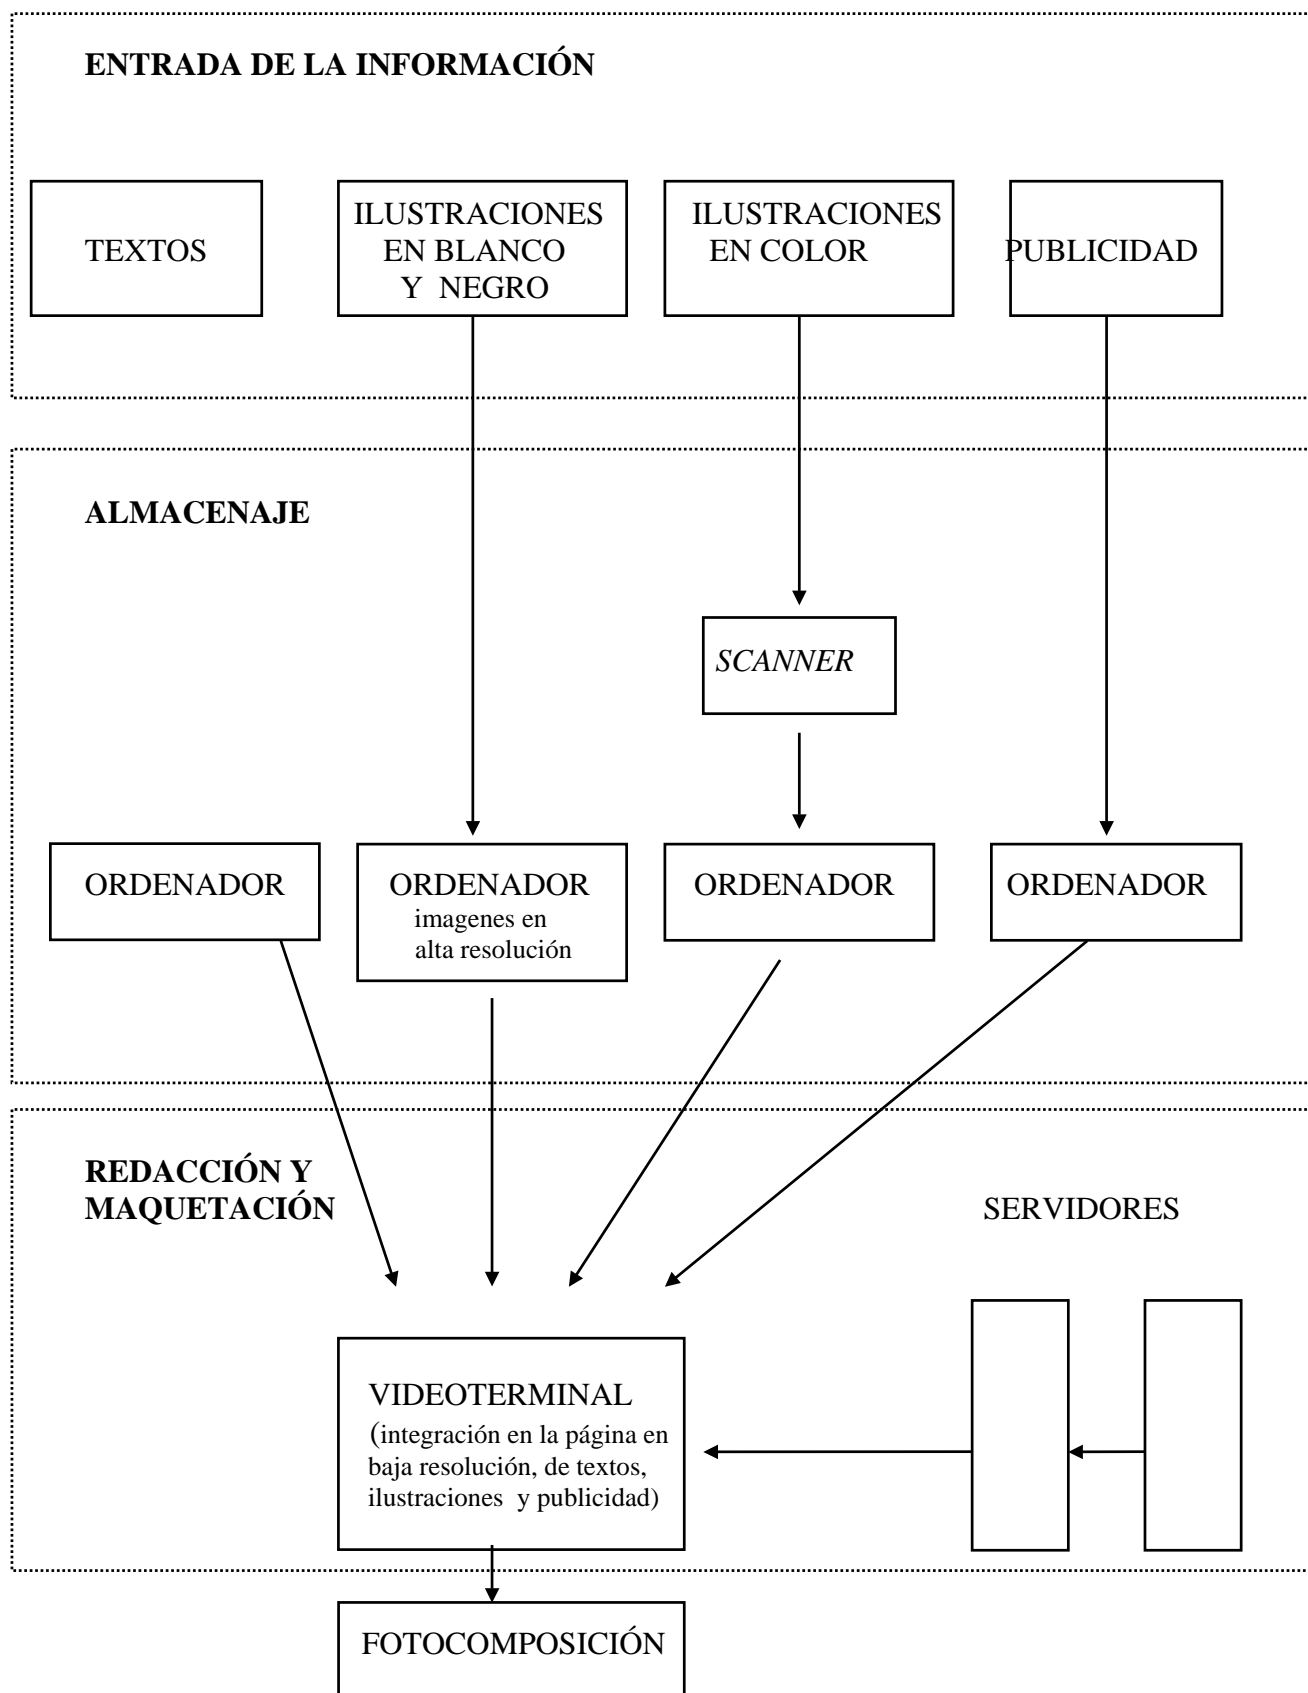 ENTRADA DE LA INFORMACIÓN
TEXTOS
ILUSTRACIONES
EN BLANCO
Y NEGRO
ILUSTRACIONES
EN COLOR
PUBLICIDAD
ALMACENAJE
SCANNER
ORDENADOR
ORDENADOR
imagenes en
alta resolución
ORDENADOR
ORDENADOR
REDACCIÓN Y
MAQUETACIÓN
SERVIDORES
VIDEOTERMINAL
(integración en la página en
baja resolución, de textos,
ilustraciones y publicidad)
FOTOCOMPOSICIÓN